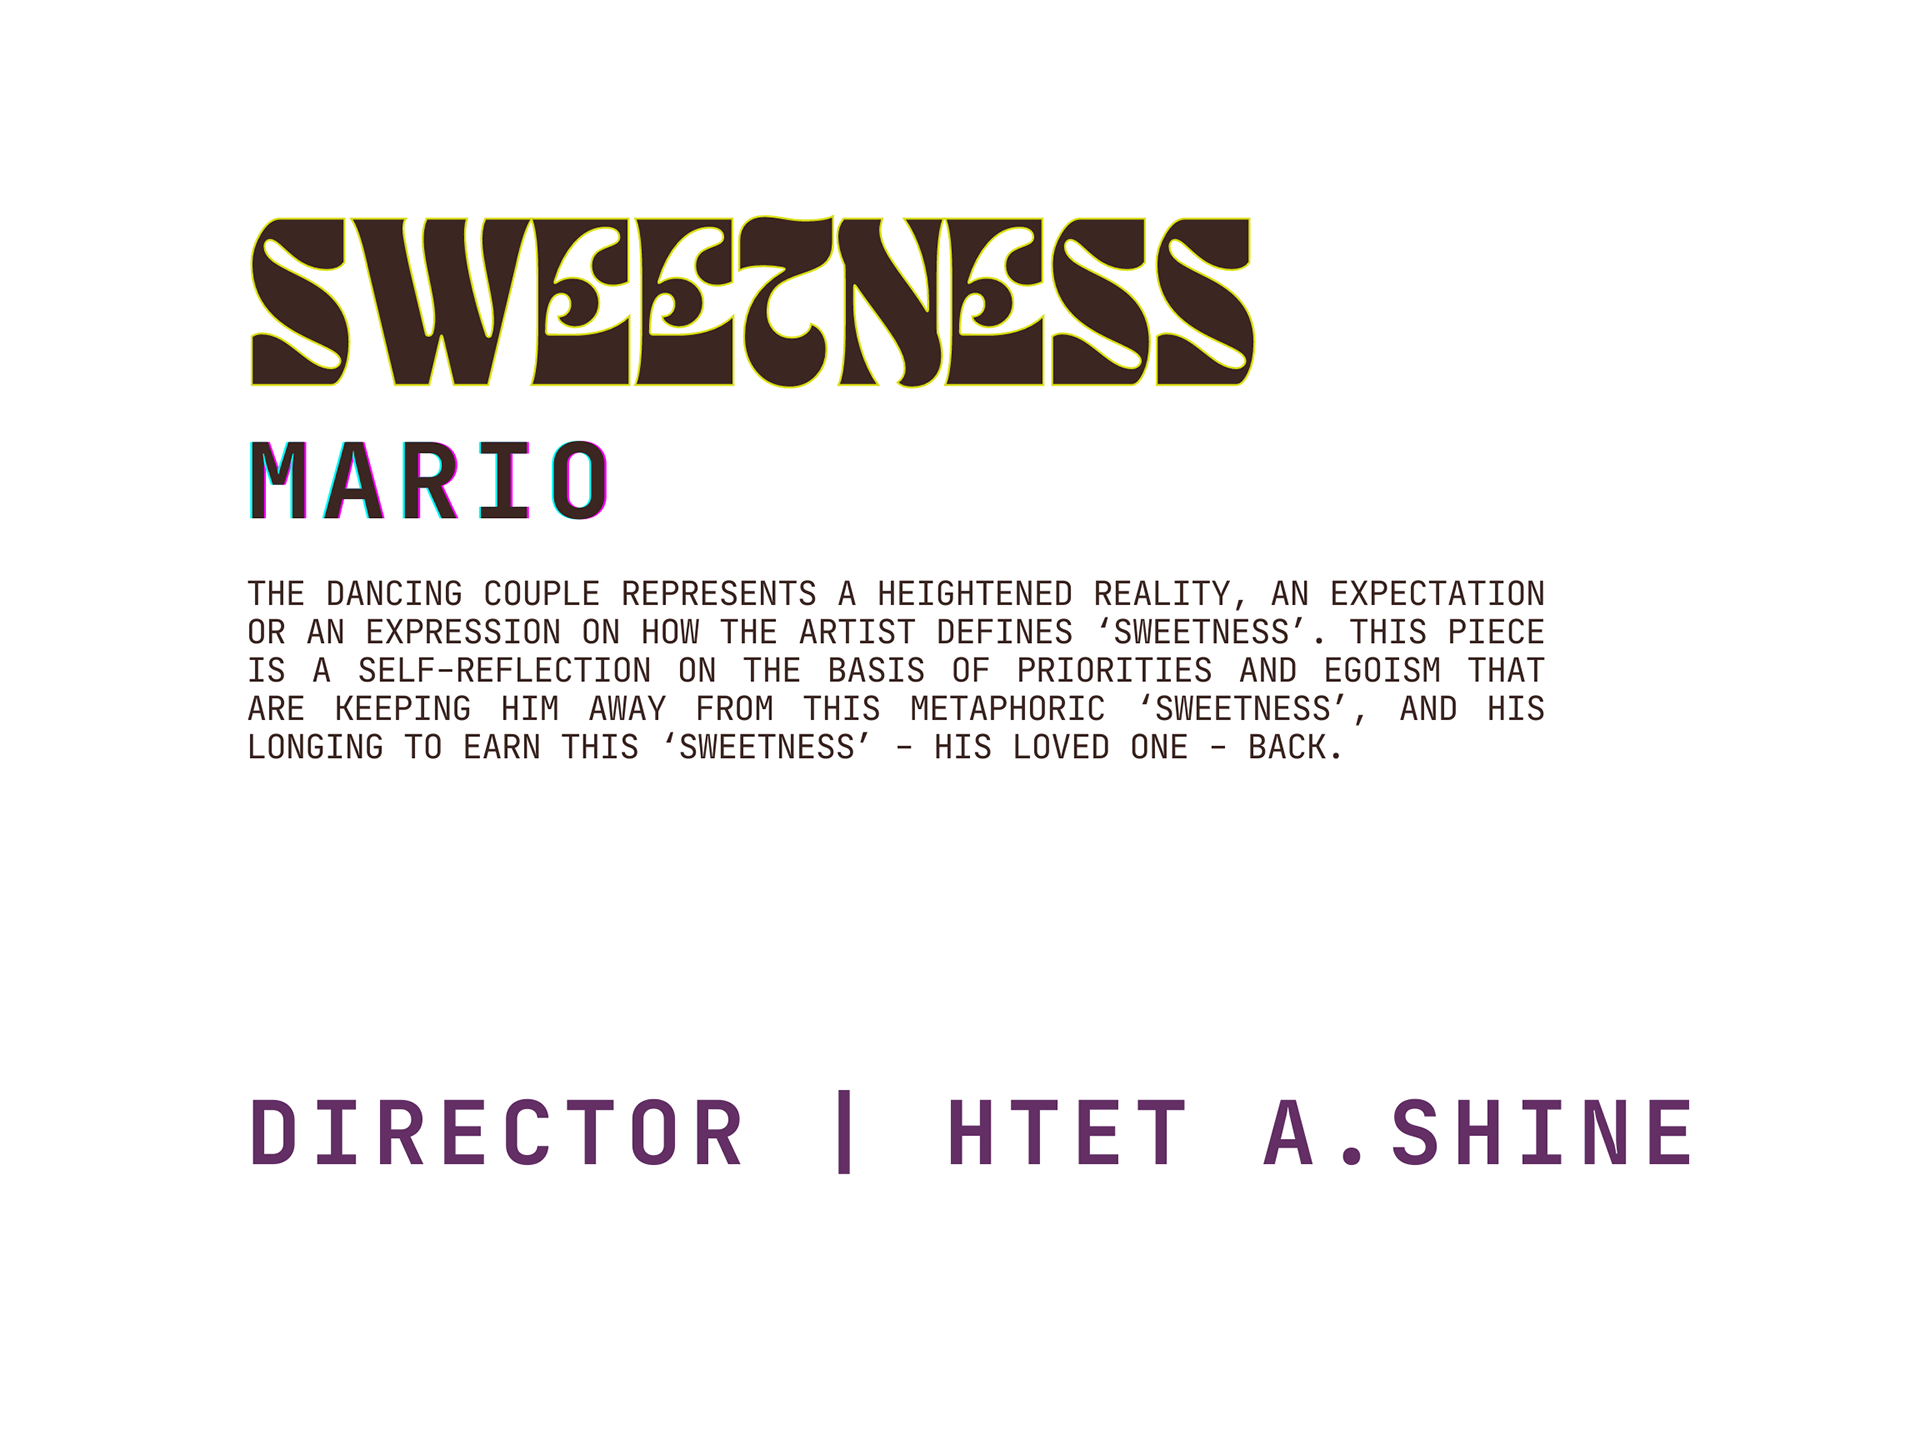 SWEETNESS
MARIO
THE DANCING COUPLE REPRESENTS A HEIGHTENED REALITY, AN EXPECTATION
OR AN EXPRESSION ON HOW THE ARTIST DEFINES ‘SWEETNESS’. THIS PIECE
IS A SELF-REFLECTION ON THE BASIS OF PRIORITIES AND EGOISM THAT
ARE KEEPING HIM AWAY FROM THIS METAPHORIC ‘SWEETNESS’, AND HIS
LONGING TO EARN THIS ‘SWEETNESS’ – HIS LOVED ONE – BACK.
DIRECTOR | HTET A.SHINE